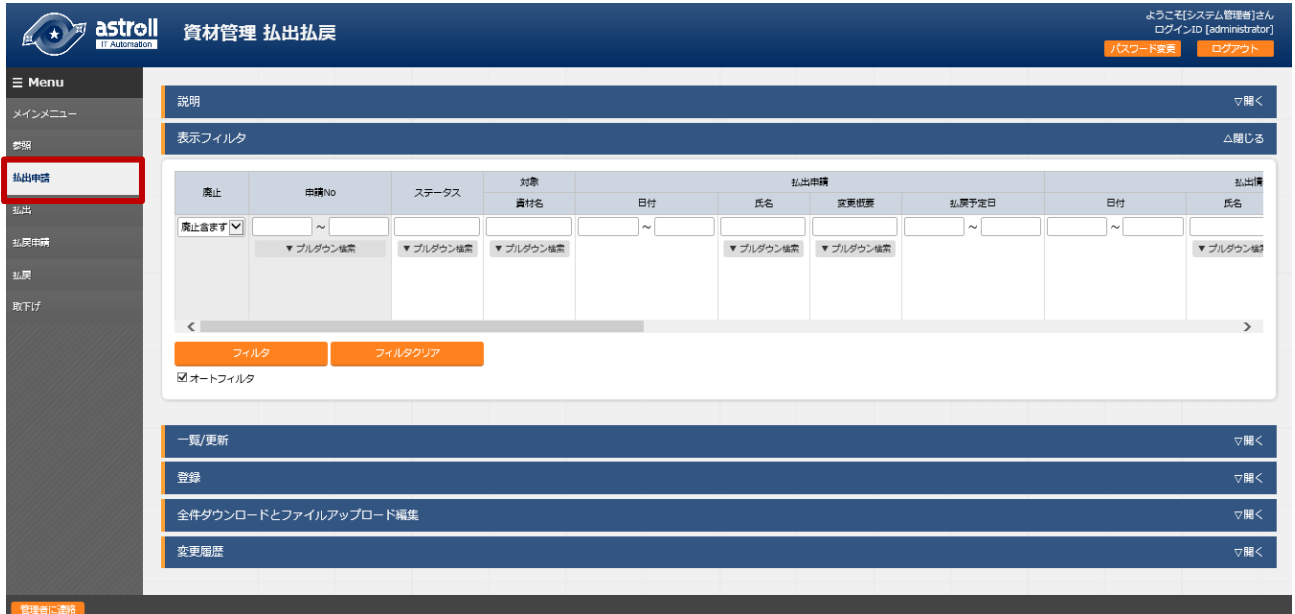 astroll
IT Automation
資材管理 払出払戻
ようこそ[システム管理者]さん
ログインID [administrator]
パスワード変更 ログアウト
☰ Menu
メインメニュー
参照
払出申請
払出
払戻申請
払戻
取下げ
説明 ▽開く
表示フィルタ △閉じる
廃止 申請No ステータス 対象 払出申請 払出情
資材名 日付 氏名 変更概要 払戻予定日 日付 氏名
廃止含まず ～ ～ ～ ～
▼ プルダウン検索 ▼ プルダウン検索 ▼ プルダウン検索 ▼ プルダウン検索 ▼ プルダウン検索 ▼ プルダウン検索
フィルタ フィルタクリア
☑オートフィルタ
一覧/更新 ▽開く
登録 ▽開く
全件ダウンロードとファイルアップロード編集 ▽開く
変更履歴 ▽開く
管理者に連絡